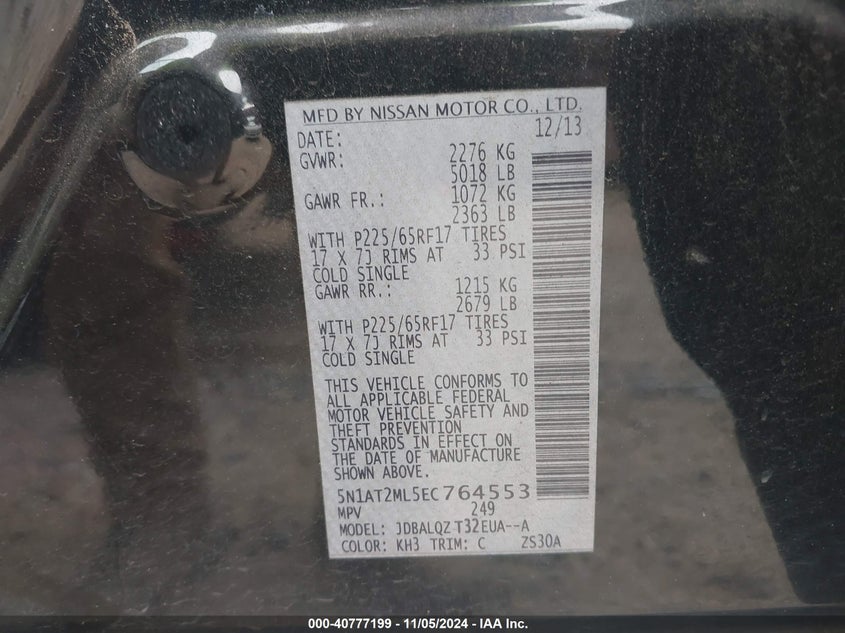 MFD BY NISSAN MOTOR CO., LTD.
DATE: 12/13
GVWR: 2276 KG
5018 LB
GAWR FR.: 1072 KG
2363 LB
WITH P225/65RF17 TIRES
17 X 7J RIMS AT 33 PSI
COLD SINGLE
GAWR RR.: 1215 KG
2679 LB
WITH P225/65RF17 TIRES
17 X 7J RIMS AT 33 PSI
COLD SINGLE
THIS VEHICLE CONFORMS TO
ALL APPLICABLE FEDERAL
MOTOR VEHICLE SAFETY AND
THEFT PREVENTION
STANDARDS IN EFFECT ON
THE DATE OF MANUFACTURE
SHOWN ABOVE.
5N1AT2ML5EC764553
MPV 249
MODEL: JDBALQZ T32EUA--A
COLOR: KH3 TRIM: C ZS30A
000-40777199 - 11/05/2024 - IAA Inc.